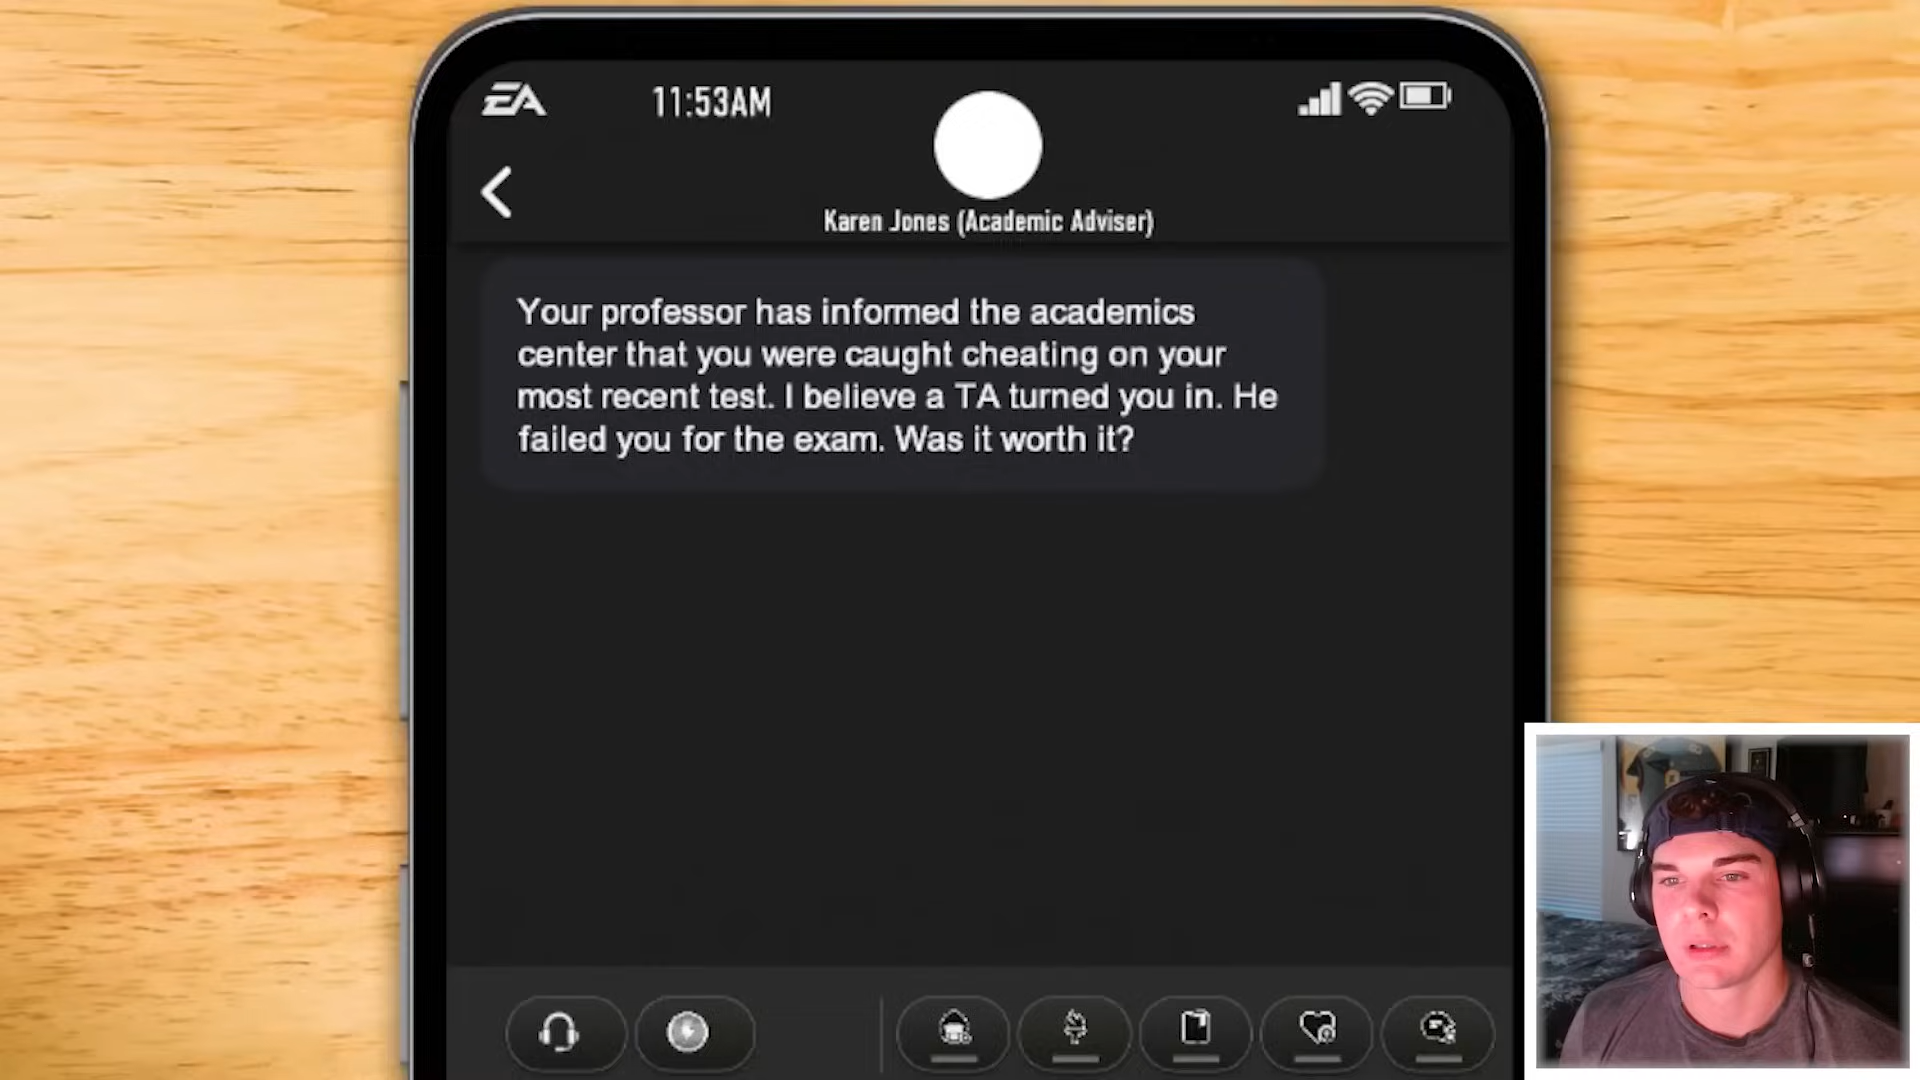 EA
11:53AM
Karen Jones (Academic Adviser)
Your professor has informed the academics
center that you were caught cheating on your
most recent test. I believe a TA turned you in. He
failed you for the exam. Was it worth it?